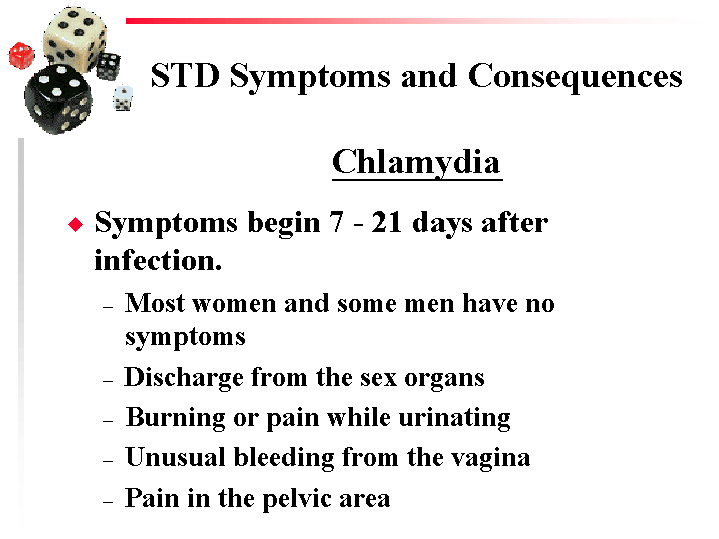 STD Symptoms and Consequences
Chlamydia
◆ Symptoms begin 7 - 21 days after
infection.
– Most women and some men have no
symptoms
– Discharge from the sex organs
– Burning or pain while urinating
– Unusual bleeding from the vagina
– Pain in the pelvic area